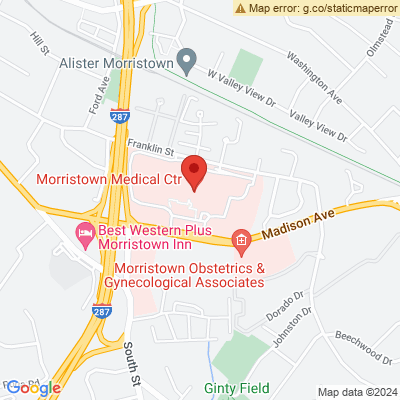 Map error: g.co/staticmaperror
Hill St
Alister Morristown
Olmstead
Washington Ave
W Valley View Dr
Valley View Dr
Ford Ave
287
Franklin St
Morristown Medical Ctr
Best Western Plus
Morristown Inn
Madison Ave
Morristown Obstetrics &
Gynecological Associates
Dorado Dr
Johnston Dr
Beechwood Dr
287
South St
Ginty Field
Google
Map data ©2024